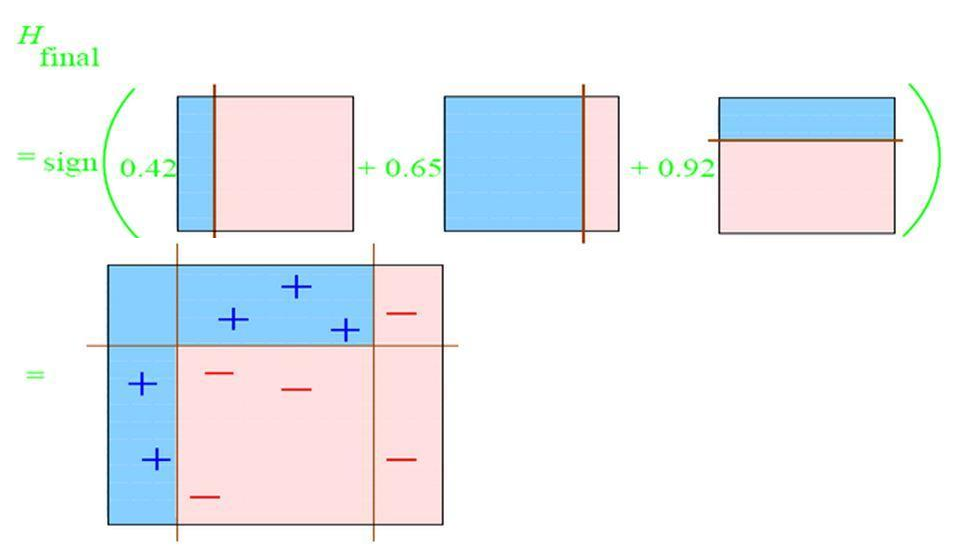 H
final
= sign ( 0.42 + 0.65 + 0.92 )
+
+
+ −
=
− +
−
+ −
−